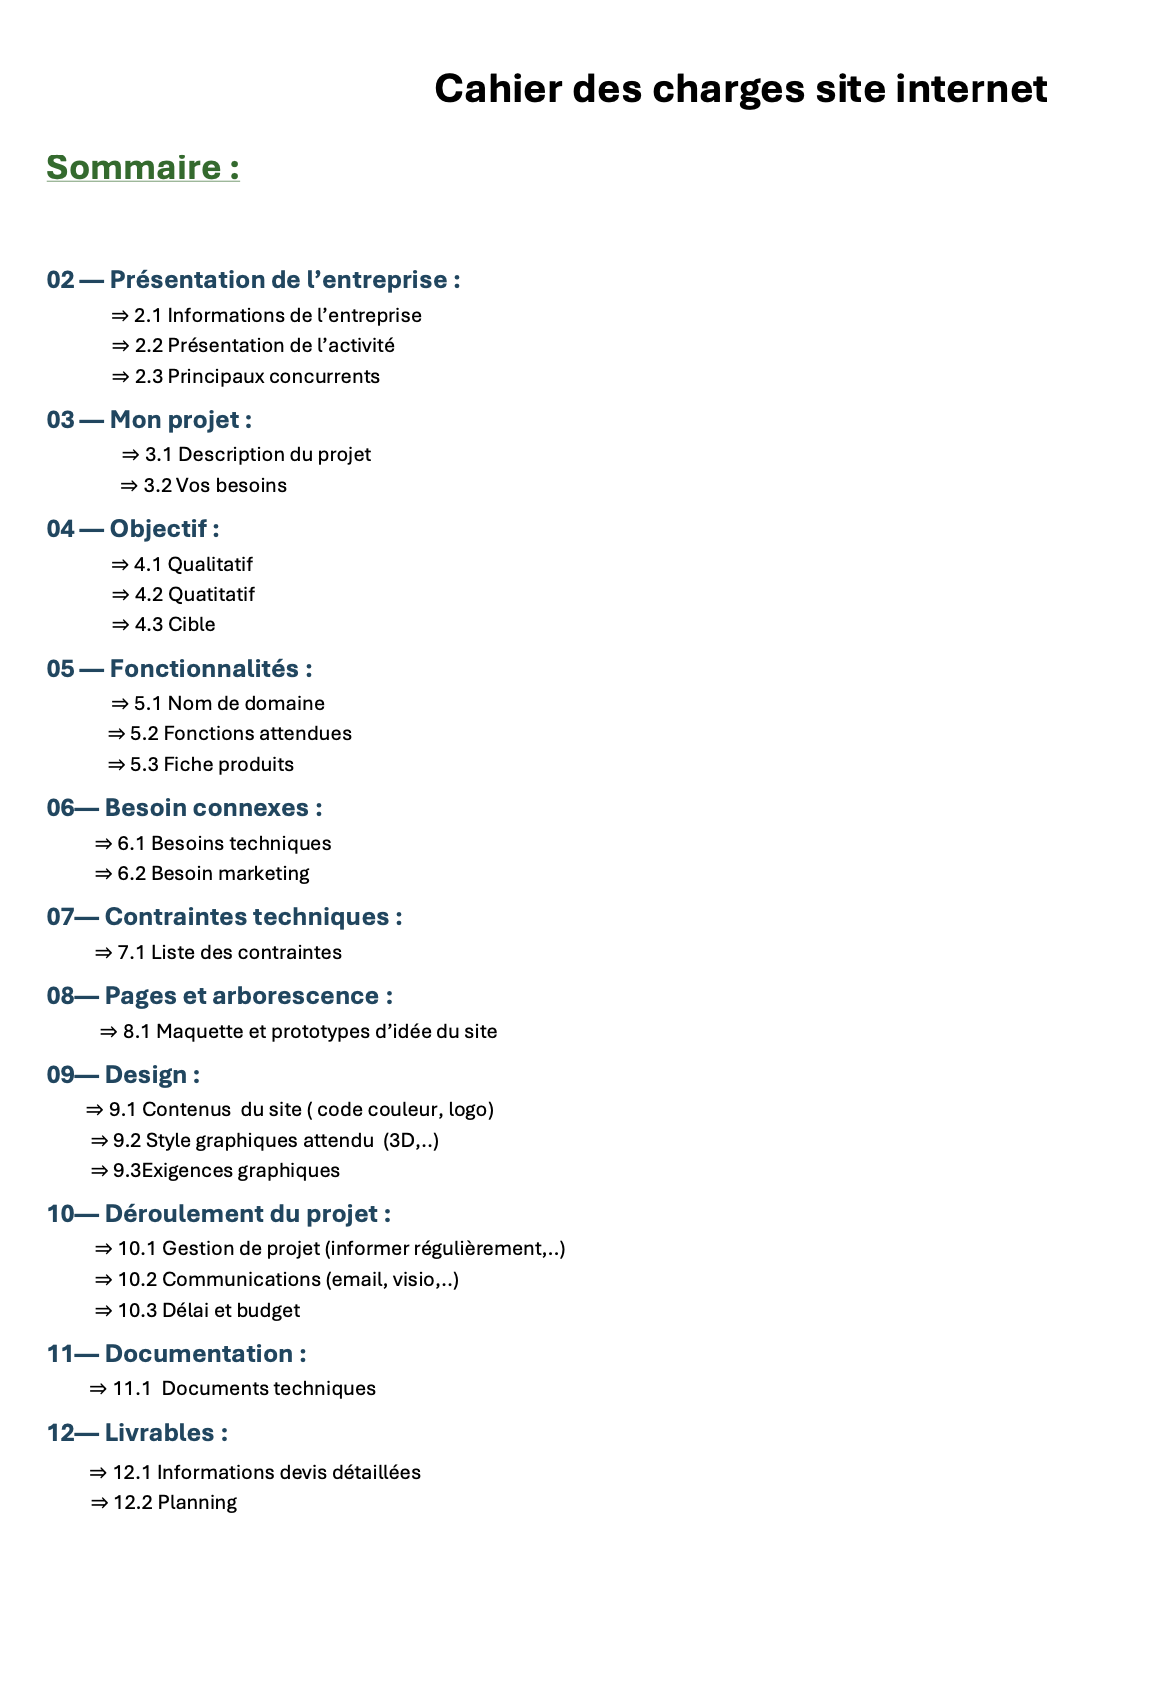 Cahier des charges site internet
Sommaire :
02 — Présentation de l’entreprise :
⇒ 2.1 Informations de l’entreprise
⇒ 2.2 Présentation de l’activité
⇒ 2.3 Principaux concurrents
03 — Mon projet :
⇒ 3.1 Description du projet
⇒ 3.2 Vos besoins
04 — Objectif :
⇒ 4.1 Qualitatif
⇒ 4.2 Quatitatif
⇒ 4.3 Cible
05 — Fonctionnalités :
⇒ 5.1 Nom de domaine
⇒ 5.2 Fonctions attendues
⇒ 5.3 Fiche produits
06— Besoin connexes :
⇒ 6.1 Besoins techniques
⇒ 6.2 Besoin marketing
07— Contraintes techniques :
⇒ 7.1 Liste des contraintes
08— Pages et arborescence :
⇒ 8.1 Maquette et prototypes d’idée du site
09— Design :
⇒ 9.1 Contenus  du site ( code couleur, logo)
⇒ 9.2 Style graphiques attendu  (3D,..)
⇒ 9.3Exigences graphiques
10— Déroulement du projet :
⇒ 10.1 Gestion de projet (informer régulièrement,..)
⇒ 10.2 Communications (email, visio,..)
⇒ 10.3 Délai et budget
11— Documentation :
⇒ 11.1  Documents techniques
12— Livrables :
⇒ 12.1 Informations devis détaillées
⇒ 12.2 Planning